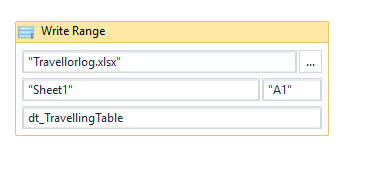 Write Range
"Travellorlog.xlsx" ...
"Sheet1" "A1"
dt_TravellingTable